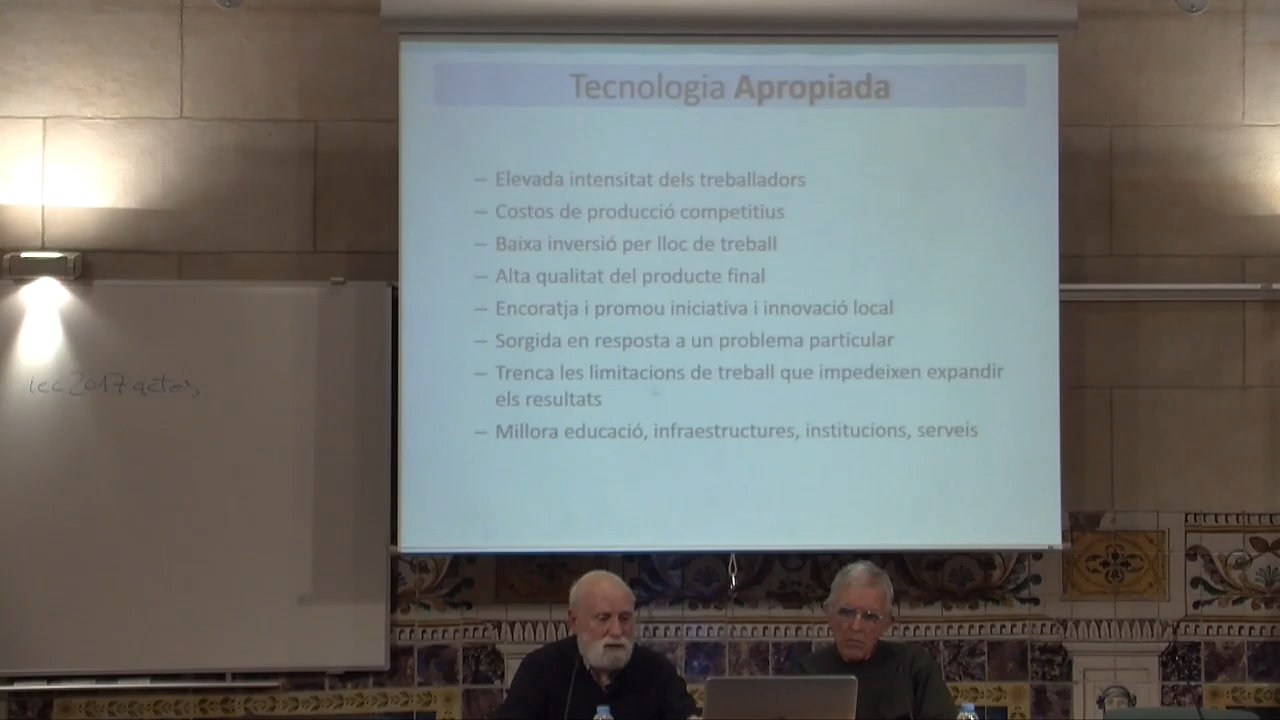 Tecnologia Apropiada
– Elevada intensitat dels treballadors
– Costos de producció competitius
– Baixa inversió per lloc de treball
– Alta qualitat del producte final
– Encoratja i promou iniciativa i innovació local
– Sorgida en resposta a un problema particular
– Trenca les limitacions de treball que impedeixen expandir
els resultats
– Millora educació, infraestructures, institucions, serveis
iec2017actes